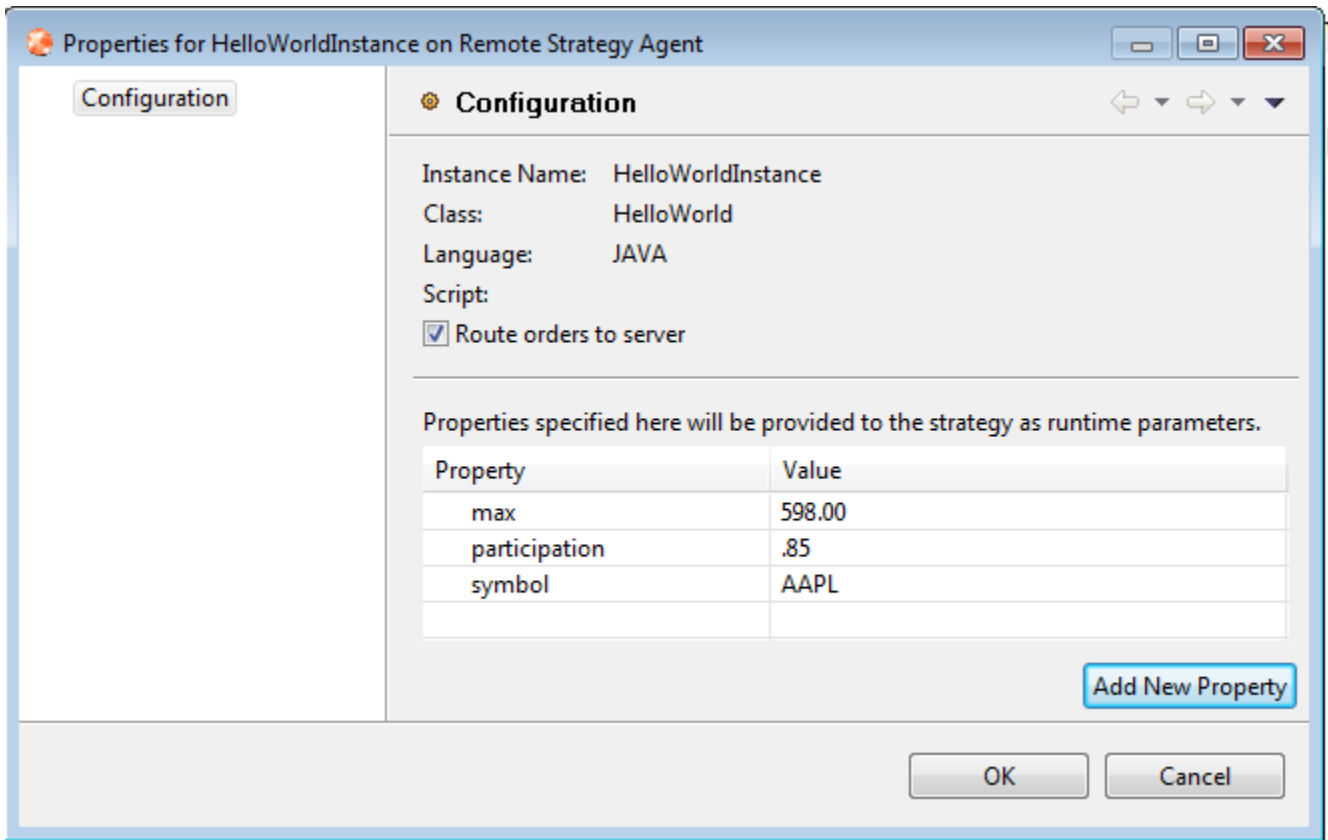 Properties for HelloWorldInstance on Remote Strategy Agent
Configuration
Configuration
Instance Name: HelloWorldInstance
Class: HelloWorld
Language: JAVA
Script:
Route orders to server
Properties specified here will be provided to the strategy as runtime parameters.
Property Value
max 598.00
participation .85
symbol AAPL
Add New Property
OK Cancel